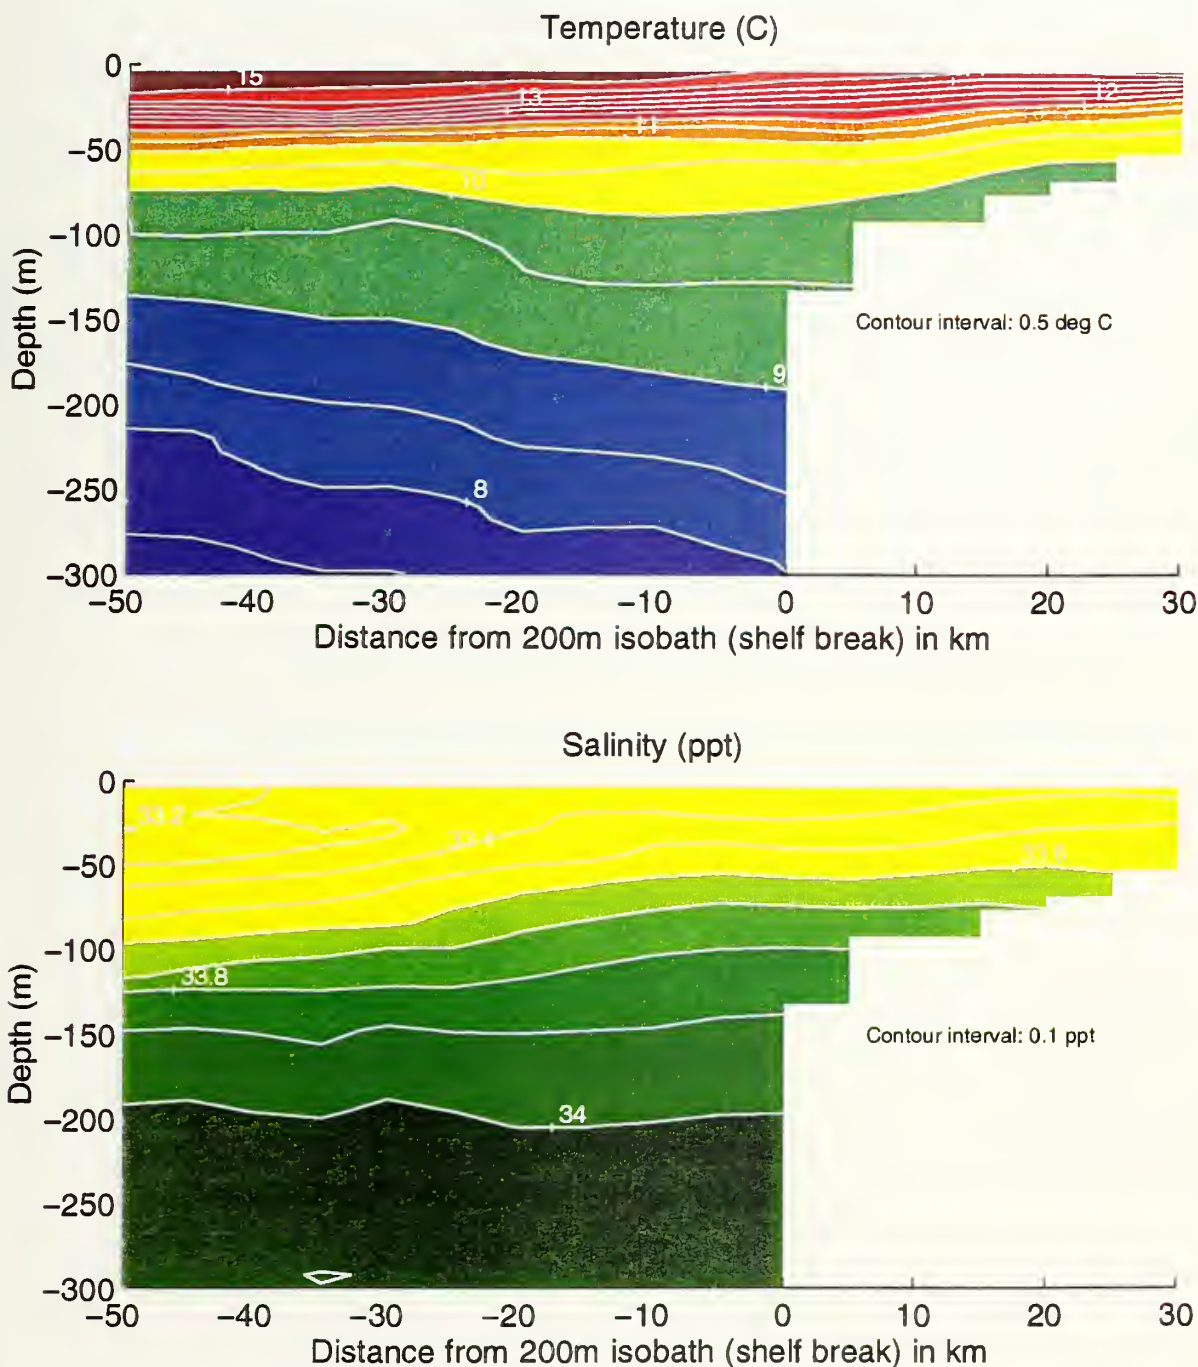 Temperature (C)
0
−50
−100
−150
−200
−250
−300
Depth (m)
15
13
12
11
10
9
8
Contour interval: 0.5 deg C
−50 −40 −30 −20 −10 0 10 20 30
Distance from 200m isobath (shelf break) in km
Salinity (ppt)
0
−50
−100
−150
−200
−250
−300
Depth (m)
33.2
33.4
33.6
33.8
34
Contour interval: 0.1 ppt
−50 −40 −30 −20 −10 0 10 20 30
Distance from 200m isobath (shelf break) in km